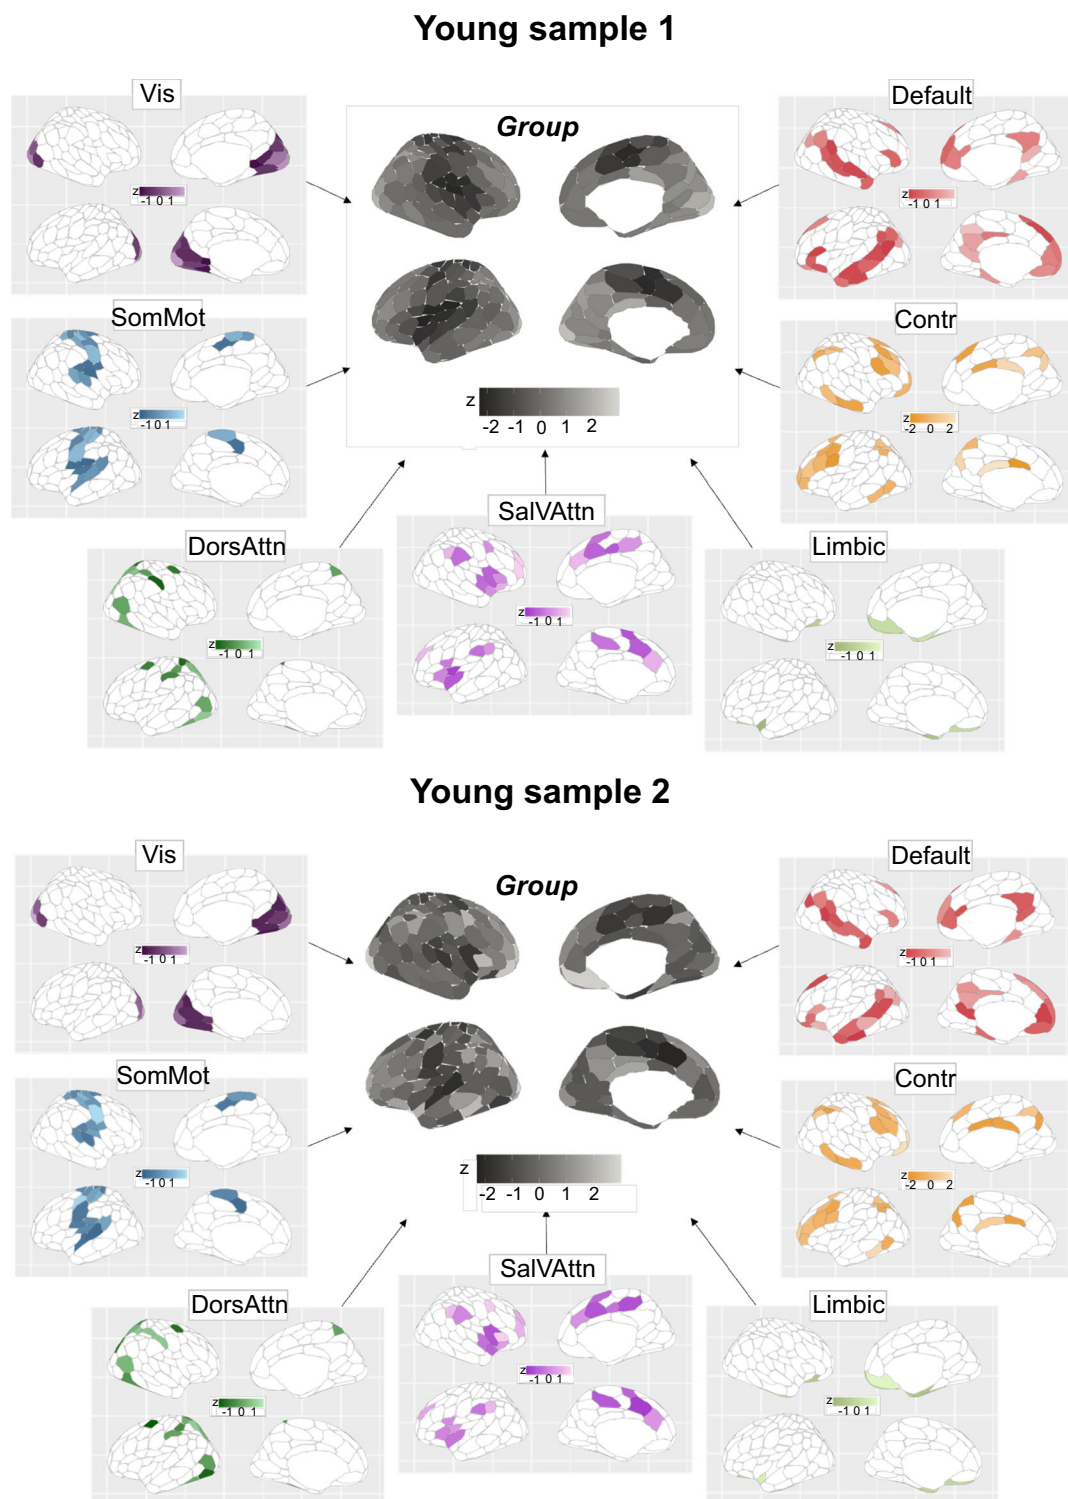 Young sample 1
Vis
Default
Group
z
-1 0 1
z
-1 0 1
SomMot
Contr
z
-1 0 1
z
-2 0 2
z
-2 -1 0 1 2
SalVAttn
DorsAttn
Limbic
z
-1 0 1
z
-1 0 1
z
-1 0 1
Young sample 2
Vis
Default
Group
z
-1 0 1
z
-1 0 1
SomMot
Contr
z
-1 0 1
z
-2 0 2
z
-2 -1 0 1 2
SalVAttn
DorsAttn
Limbic
z
-1 0 1
z
-1 0 1
z
-1 0 1